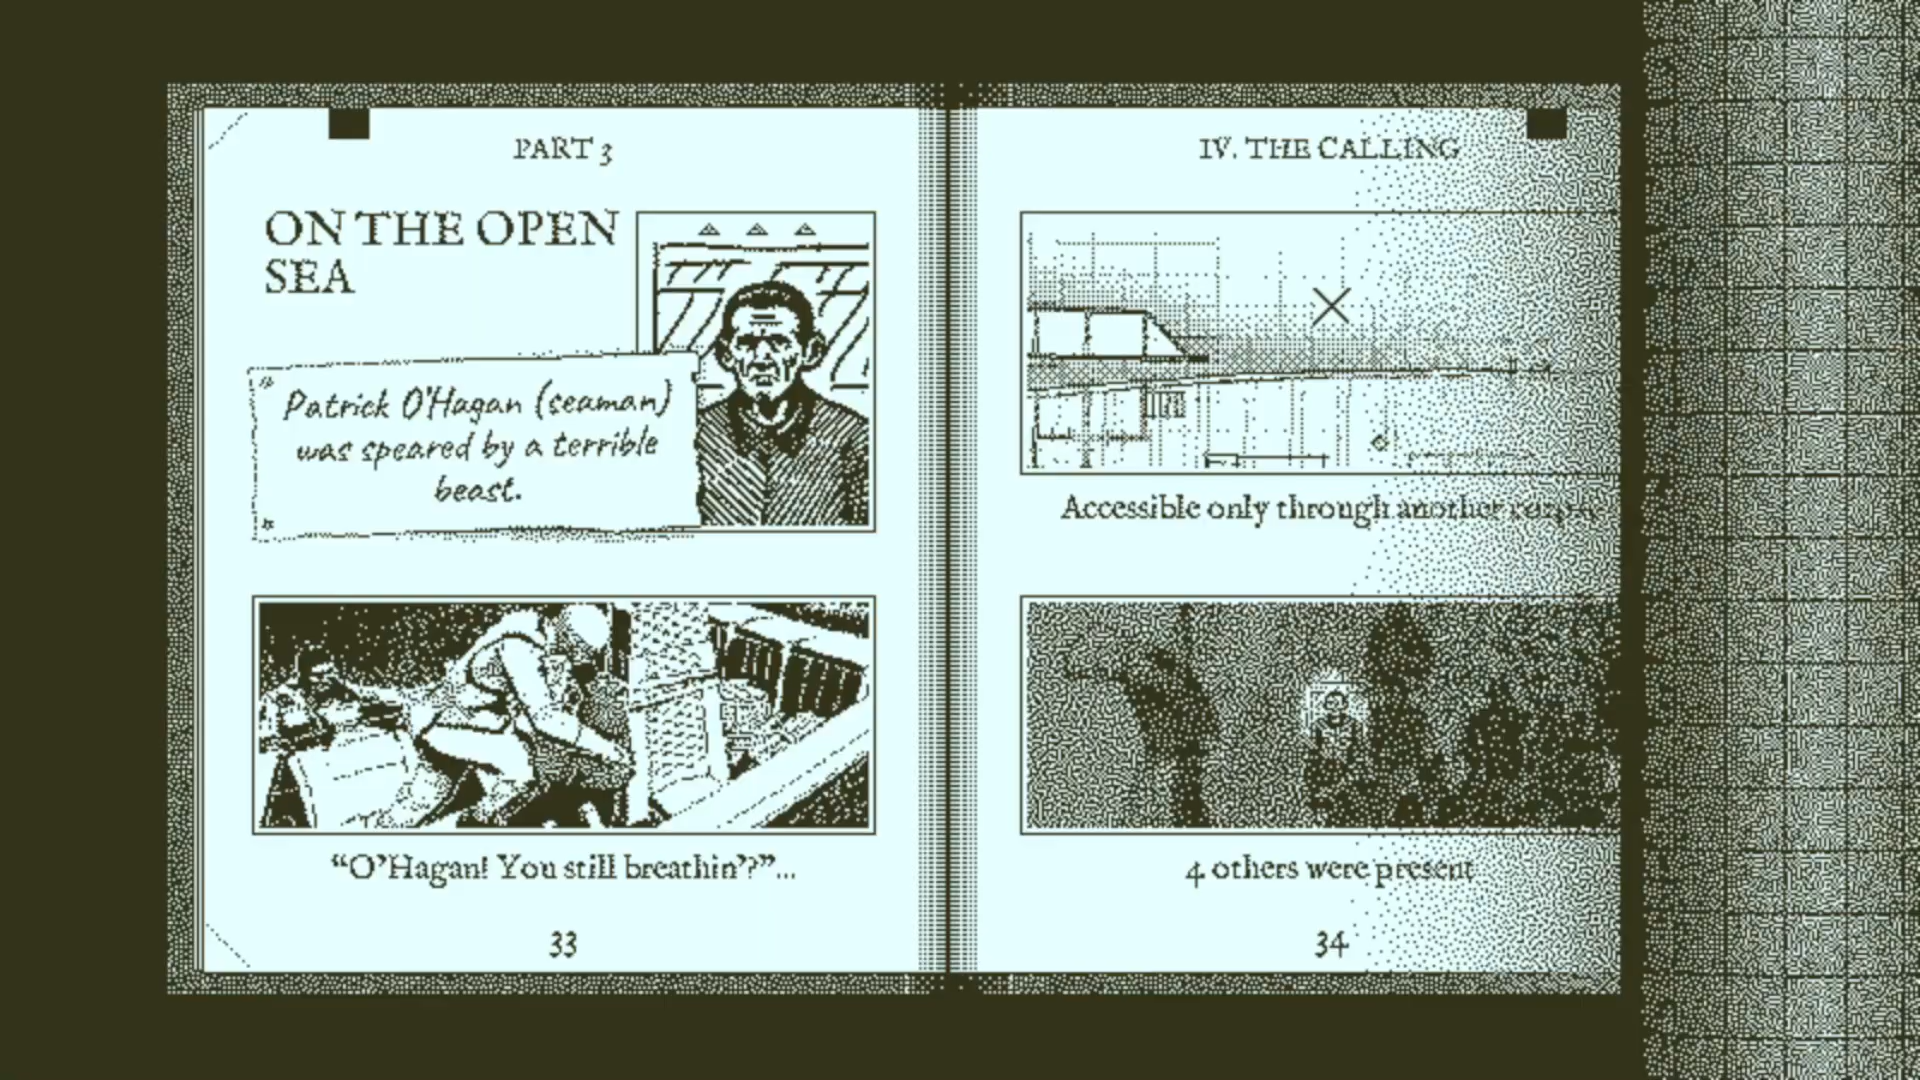 PART 3
ON THE OPEN
SEA
Patrick O'Hagan (seaman)
was speared by a terrible
beast.
“O’Hagan! You still breathin’?”...
33
IV. THE CALLING
Accessible only through another corpse
4 others were present
34